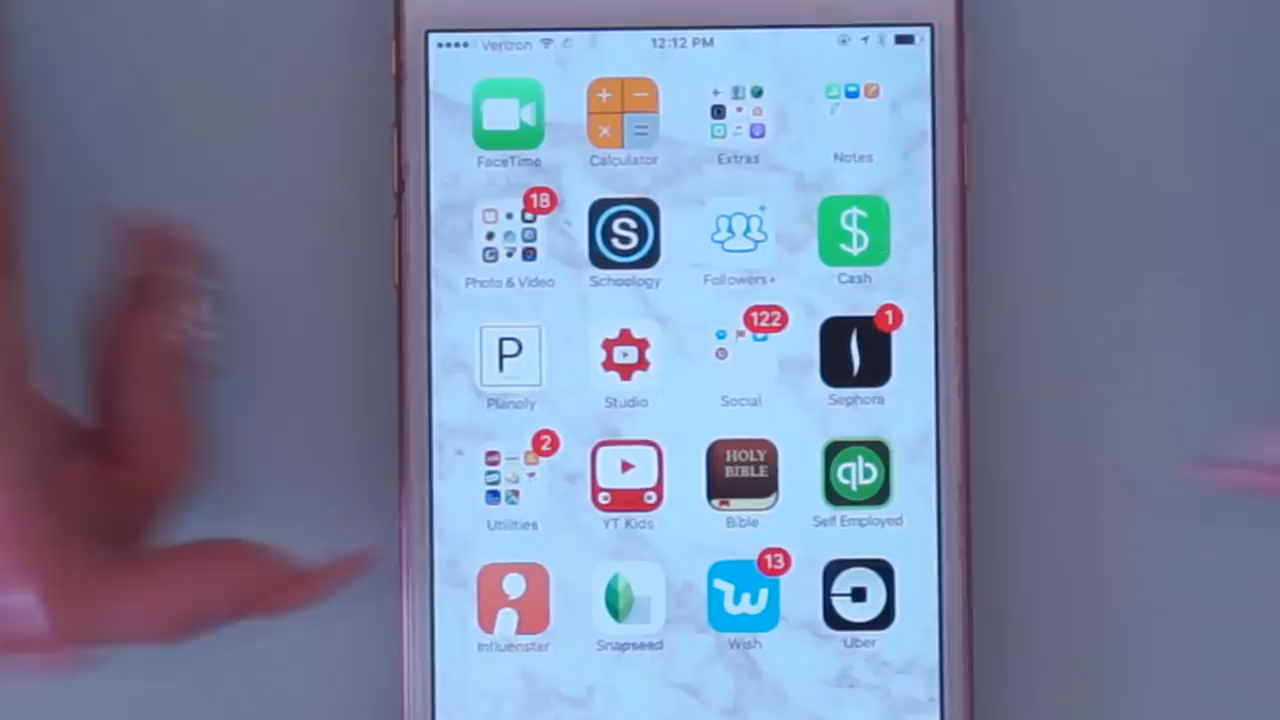 Verizon 12:12 PM
FaceTime Calculator Extras Notes
18
S
$
Photo & Video Schoology Followers+ Cash
122 1
P
Planoly Studio Social Sephora
2
HOLY BIBLE
qb
Utilities YT Kids Bible Self Employed
13
W
Influenster Snapseed Wish Uber